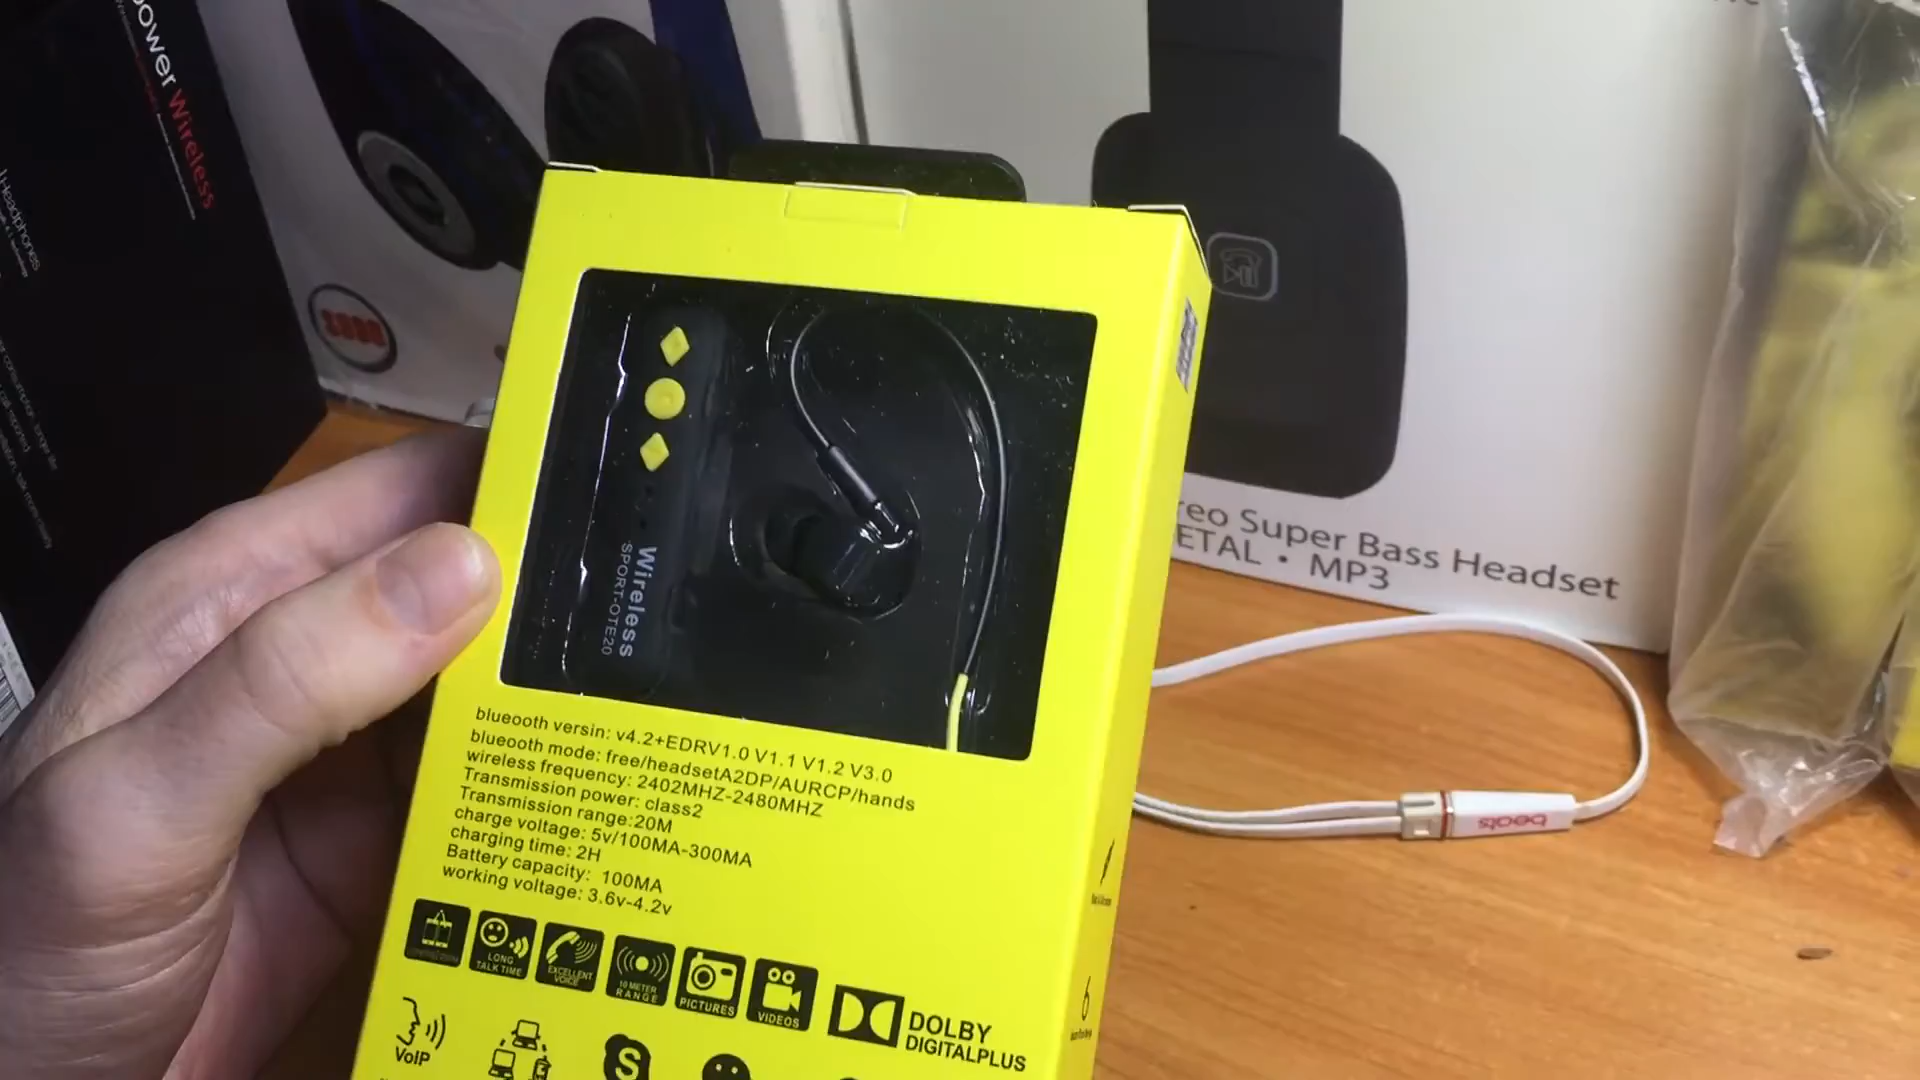 power Wireless
Headphones
Wireless
SPORT-OTE20
reo Super Bass Headset
ETAL • MP3
beats
blueooth versin: v4.2+EDRV1.0 V1.1 V1.2 V3.0
blueooth mode: free/headsetA2DP/AURCP/hands
wireless frequency: 2402MHZ-2480MHZ
Transmission power: class2
Transmission range:20M
charge voltage: 5v/100MA-300MA
charging time: 2H
Battery capacity: 100MA
working voltage: 3.6v-4.2v
LONG
TALK TIME
EXCELLENT
VOICE
10 METER
RANGE
PICTURES
VIDEOS
DOLBY
DIGITALPLUS
VoIP